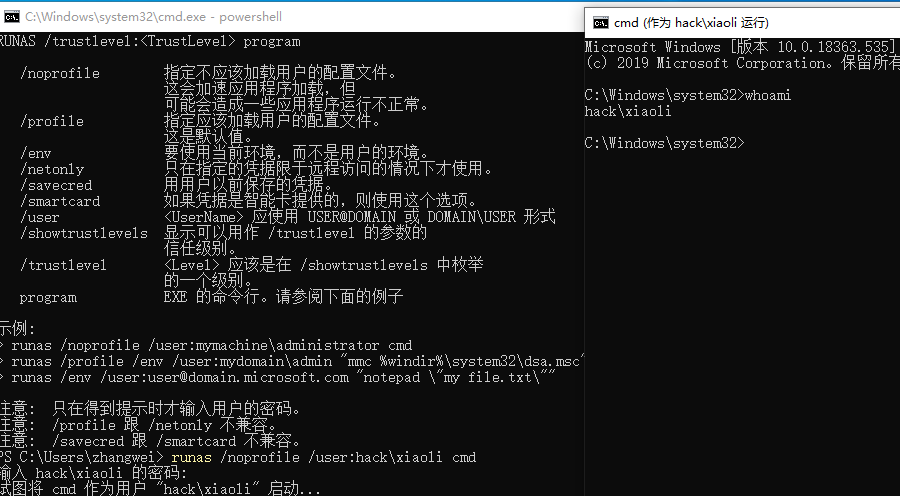 C:\Windows\system32\cmd.exe - powershell
RUNAS /trustlevel:<TrustLevel> program
/noprofile 指定不应该加载用户的配置文件。
这会加速应用程序加载，但
可能会造成一些应用程序运行不正常。
/profile 指定应该加载用户的配置文件。
这是默认值。
/env 要使用当前环境，而不是用户的环境。
/netonly 只在指定的凭据限于远程访问的情况下才使用。
/savecred 用用户以前保存的凭据。
/smartcard 如果凭据是智能卡提供的，则使用这个选项。
/user <UserName> 应使用 USER@DOMAIN 或 DOMAIN\USER 形式
/showtrustlevels 显示可以用作 /trustlevel 的参数的
信任级别。
/trustlevel <Level> 应该是在 /showtrustlevels 中枚举
的一个级别。
program EXE 的命令行。请参阅下面的例子
示例:
> runas /noprofile /user:mymachine\administrator cmd
> runas /profile /env /user:mydomain\admin "mmc %windir%\system32\dsa.msc"
> runas /env /user:user@domain.microsoft.com "notepad \"my file.txt\""
注意: 只在得到提示时才输入用户的密码。
注意: /profile 跟 /netonly 不兼容。
注意: /savecred 跟 /smartcard 不兼容。
PS C:\Users\zhangwei> runas /noprofile /user:hack\xiaoli cmd
输入 hack\xiaoli 的密码:
试图将 cmd 作为用户 "hack\xiaoli" 启动...
cmd (作为 hack\xiaoli 运行)
Microsoft Windows [版本 10.0.18363.535]
(c) 2019 Microsoft Corporation。保留所有
C:\Windows\system32>whoami
hack\xiaoli
C:\Windows\system32>